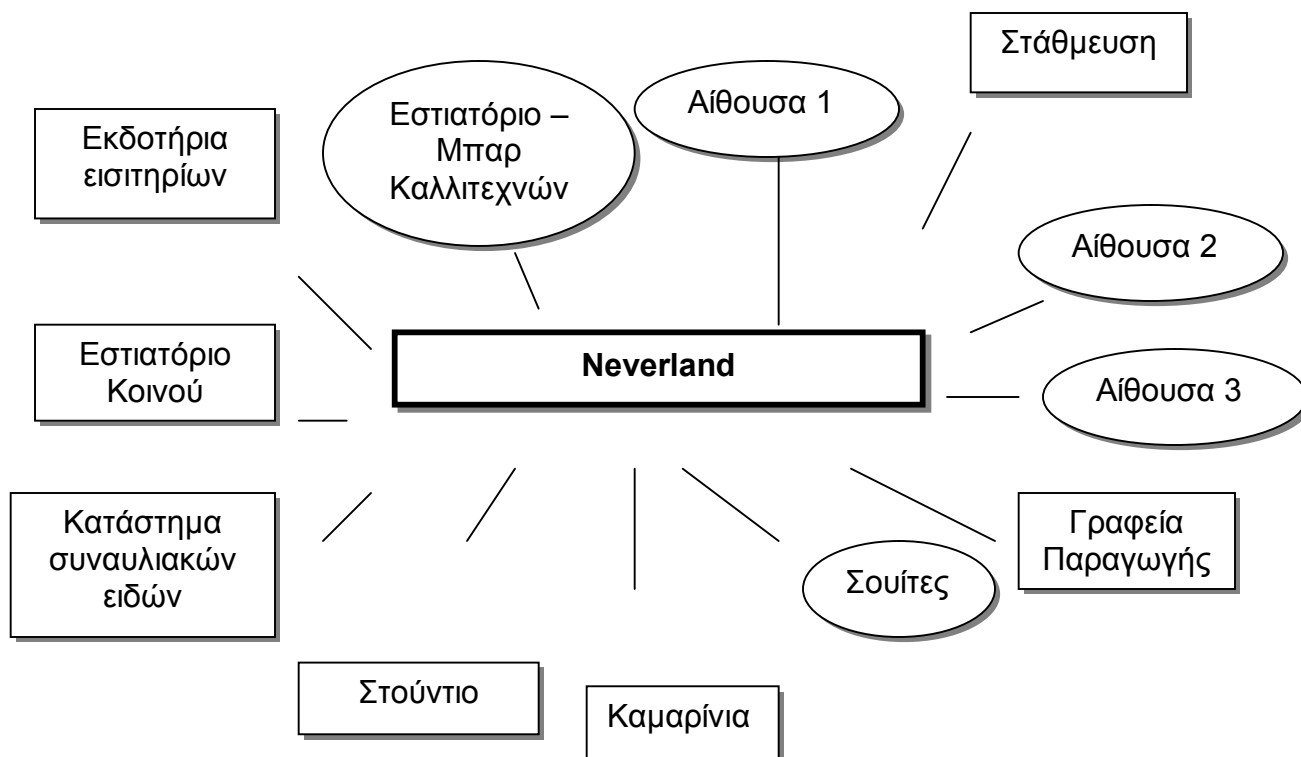 Στάθμευση
Αίθουσα 1
Εστιατόριο –
Μπαρ
Καλλιτεχνών
Εκδοτήρια
εισιτηρίων
Αίθουσα 2
Εστιατόριο
Κοινού
Neverland
Αίθουσα 3
Κατάστημα
συναυλιακών
ειδών
Γραφεία
Παραγωγής
Σουίτες
Στούντιο
Καμαρίνια